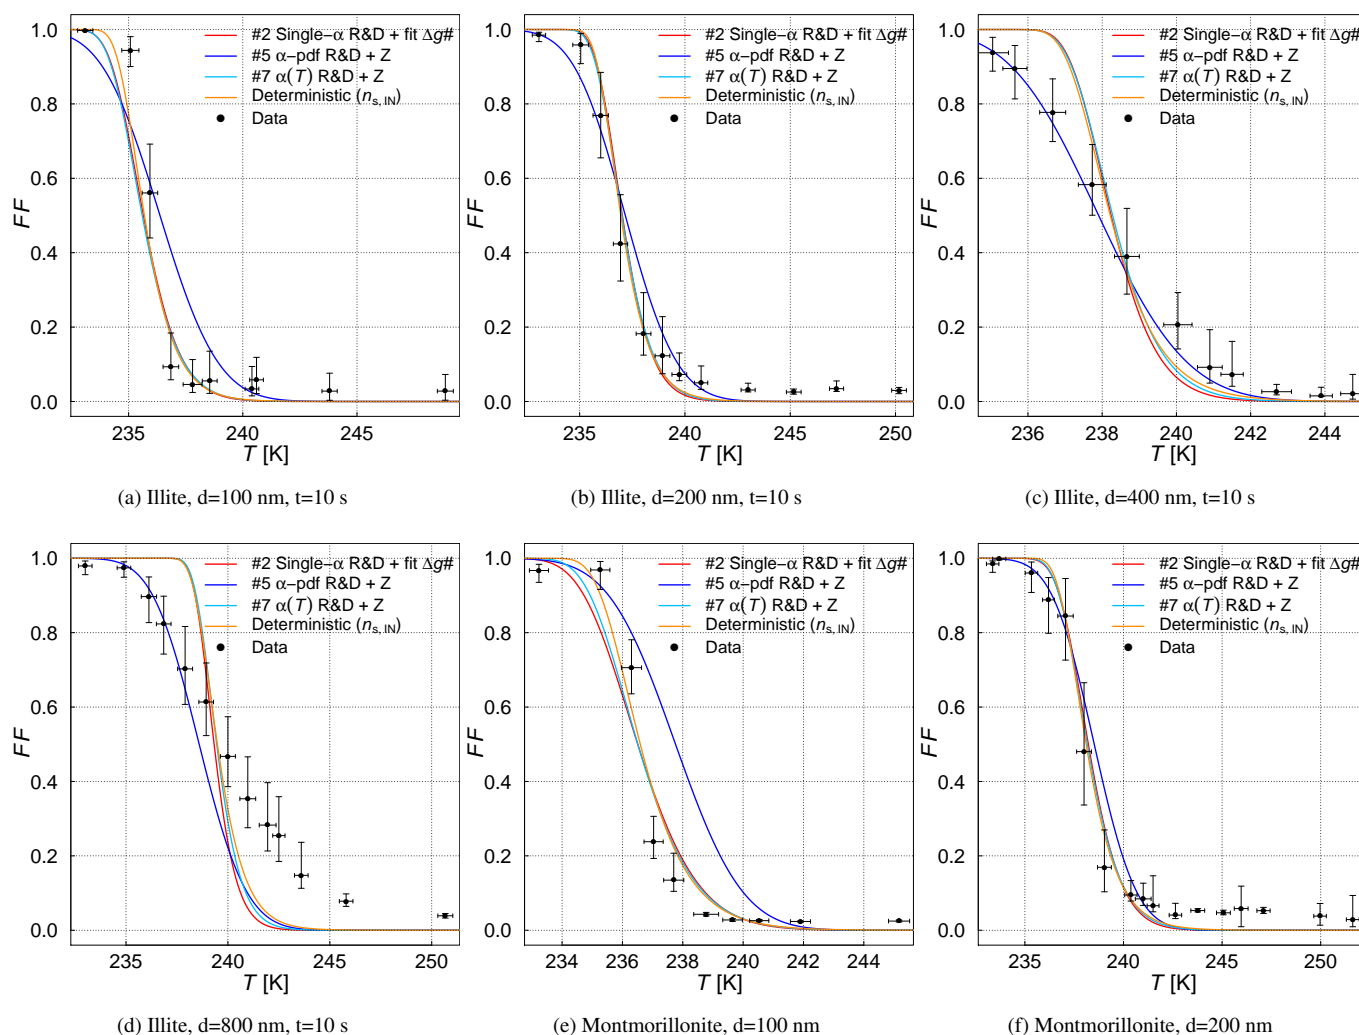 #2 Single-α R&D + fit Δg#
#5 α-pdf R&D + Z
#7 α(T) R&D + Z
Deterministic (ns, IN)
Data
1.0
0.8
0.6
0.4
0.2
0.0
FF
235 240 245
T [K]
(a) Illite, d=100 nm, t=10 s
#2 Single-α R&D + fit Δg#
#5 α-pdf R&D + Z
#7 α(T) R&D + Z
Deterministic (ns, IN)
Data
1.0
0.8
0.6
0.4
0.2
0.0
FF
235 240 245 250
T [K]
(b) Illite, d=200 nm, t=10 s
#2 Single-α R&D + fit Δg#
#5 α-pdf R&D + Z
#7 α(T) R&D + Z
Deterministic (ns, IN)
Data
1.0
0.8
0.6
0.4
0.2
0.0
FF
236 238 240 242 244
T [K]
(c) Illite, d=400 nm, t=10 s
#2 Single-α R&D + fit Δg#
#5 α-pdf R&D + Z
#7 α(T) R&D + Z
Deterministic (ns, IN)
Data
1.0
0.8
0.6
0.4
0.2
0.0
FF
235 240 245 250
T [K]
(d) Illite, d=800 nm, t=10 s
#2 Single-α R&D + fit Δg#
#5 α-pdf R&D + Z
#7 α(T) R&D + Z
Deterministic (ns, IN)
Data
1.0
0.8
0.6
0.4
0.2
0.0
FF
234 236 238 240 242 244
T [K]
(e) Montmorillonite, d=100 nm
#2 Single-α R&D + fit Δg#
#5 α-pdf R&D + Z
#7 α(T) R&D + Z
Deterministic (ns, IN)
Data
1.0
0.8
0.6
0.4
0.2
0.0
FF
235 240 245 250
T [K]
(f) Montmorillonite, d=200 nm